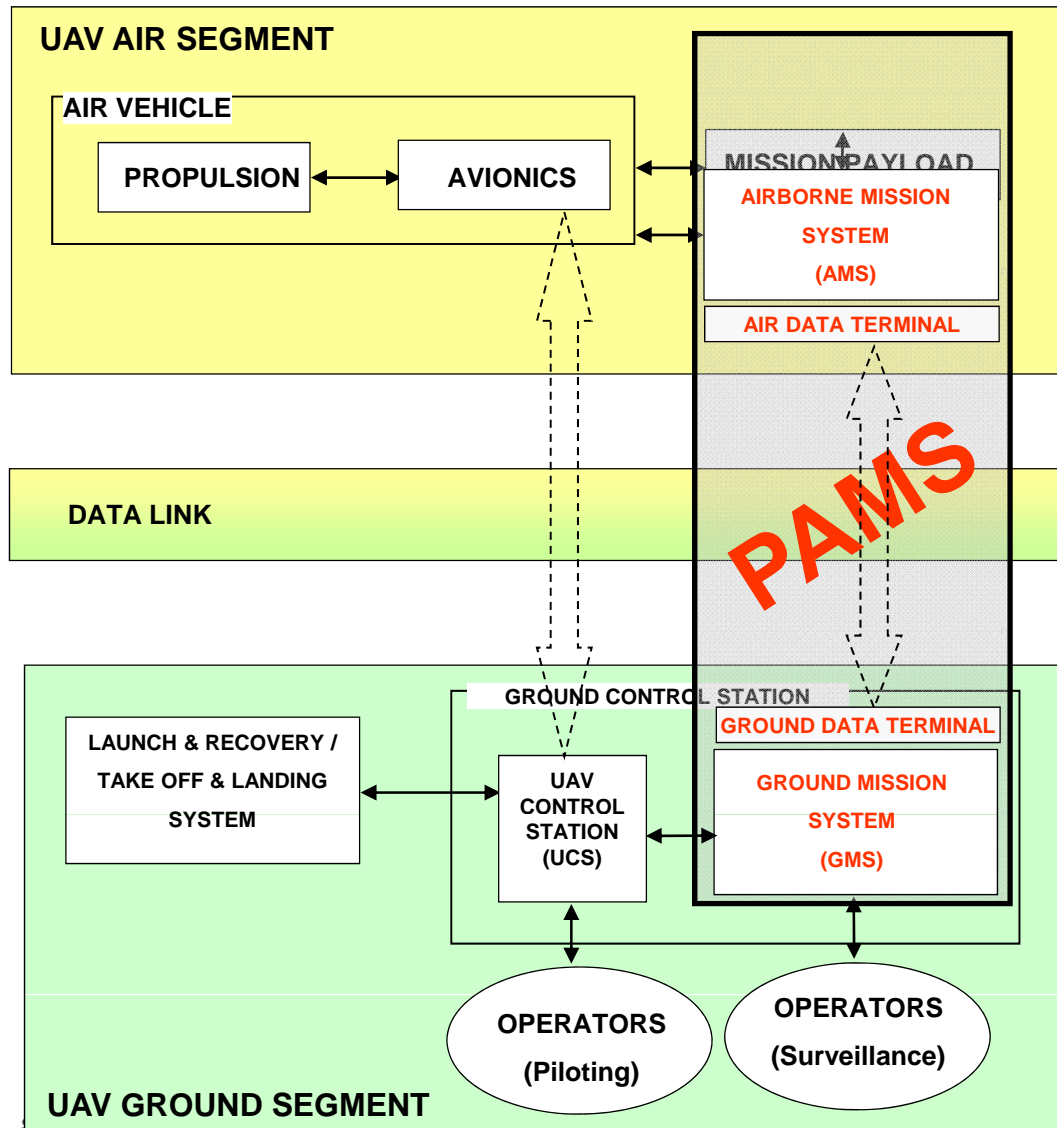 UAV AIR SEGMENT
AIR VEHICLE
PROPULSION
AVIONICS
MISSION PAYLOAD
AIRBORNE MISSION
SYSTEM
(AMS)
AIR DATA TERMINAL
PAMS
DATA LINK
GROUND CONTROL STATION
GROUND DATA TERMINAL
LAUNCH & RECOVERY /
TAKE OFF & LANDING
SYSTEM
UAV
CONTROL
STATION
(UCS)
GROUND MISSION
SYSTEM
(GMS)
OPERATORS
(Piloting)
OPERATORS
(Surveillance)
UAV GROUND SEGMENT